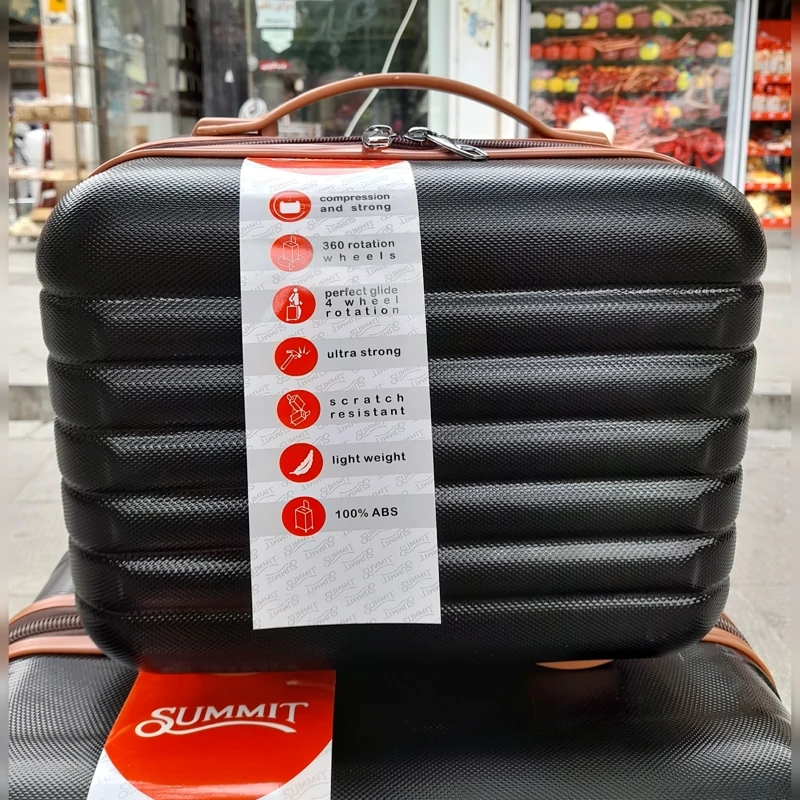 compression
and strong
360 rotation
wheels
perfect glide
4 wheel
rotation
ultra strong
scratch
resistant
light weight
100% ABS
SUMMIT
SUMMIT